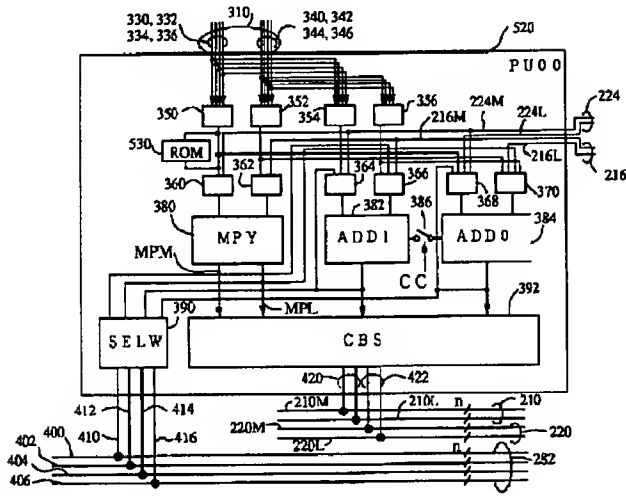 310
330, 332
334, 336
340, 342
344, 346
520
PU00
350
352
354
356
224
224M
224L
216M
530
ROM
216L
216
360
362
364
366
368
370
382
386
384
380
MPY
ADD1
ADD0
MPM
CC
392
MPL
390
SELW
CBS
420
422
412
414
210M
210L
n
210
410
416
220M
220
220L
400
n
402
404
406
282